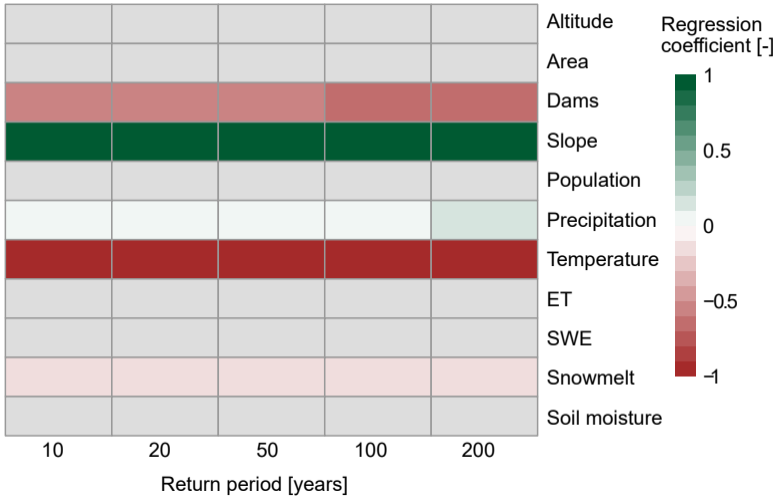 Altitude
Area
Dams
Slope
Population
Precipitation
Temperature
ET
SWE
Snowmelt
Soil moisture
10 20 50 100 200
Return period [years]
Regression
coefficient [-]
1
0.5
0
−0.5
−1